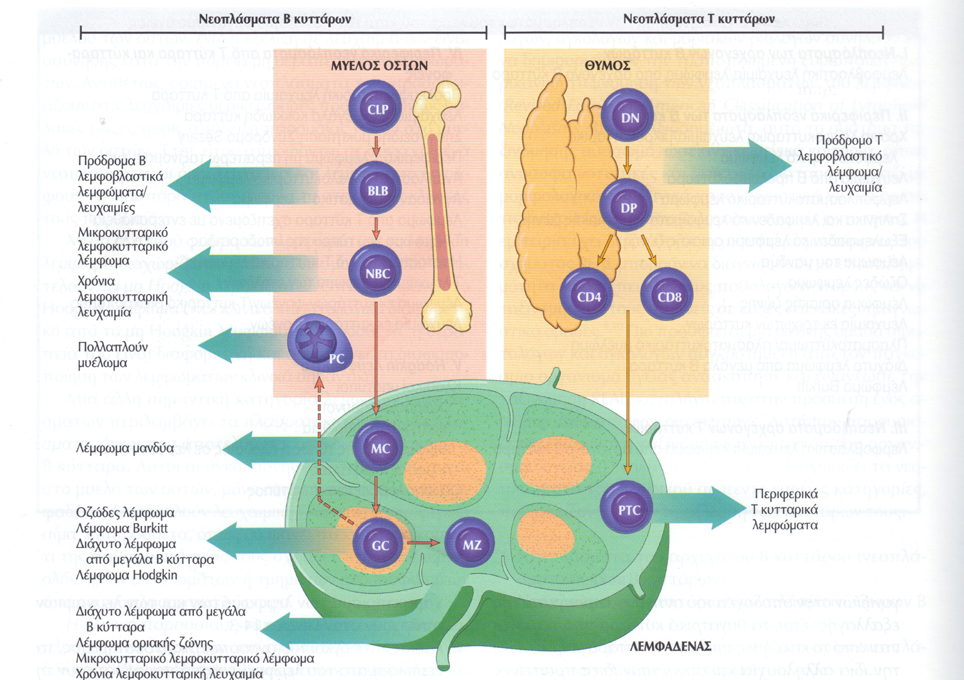 Νεοπλάσματα Β κυττάρων
Νεοπλάσματα Τ κυττάρων
ΜΥΕΛΟΣ ΟΣΤΩΝ
ΘΥΜΟΣ
CLP
DN
Πρόδρομα Β
λεμφοβλαστικά
λεμφώματα/
λευχαιμίες
BLB
DP
Πρόδρομο Τ
λεμφοβλαστικό
λέμφωμα/
λευχαιμία
Μικροκυτταρικό
λεμφοκυτταρικό
λέμφωμα
Χρόνια
λεμφοκυτταρική
λευχαιμία
NBC
CD4
CD8
Πολλαπλούν
μυέλωμα
PC
Λέμφωμα μανδύα
MC
PTC
Περιφερικά
Τ κυτταρικά
λεμφώματα
Οζώδες λέμφωμα
Λέμφωμα Burkitt
Διάχυτο λέμφωμα
από μεγάλα Β κύτταρα
Λέμφωμα Hodgkin
GC
MZ
Διάχυτο λέμφωμα από μεγάλα
Β κύτταρα
Λέμφωμα οριακής ζώνης
Μικροκυτταρικό λεμφοκυτταρικό λέμφωμα
Χρόνια λεμφοκυτταρική λευχαιμία
ΛΕΜΦΑΔΕΝΑΣ